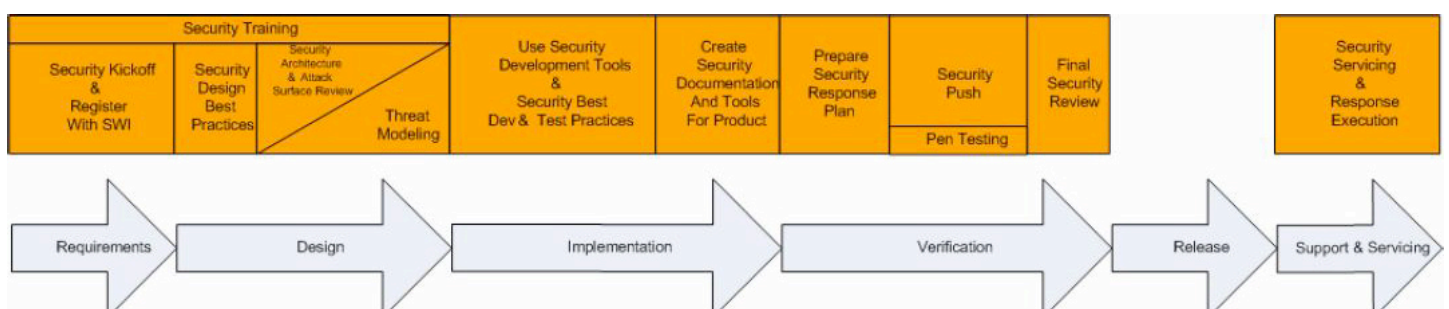 Security Training
Security Kickoff
&
Register
With SWI
Security
Design
Best
Practices
Security
Architecture
& Attack
Surface Review
Threat
Modeling
Use Security
Development Tools
&
Security Best
Dev & Test Practices
Create
Security
Documentation
And Tools
For Product
Prepare
Security
Response
Plan
Security
Push
Pen Testing
Final
Security
Review
Security
Servicing
&
Response
Execution
Requirements
Design
Implementation
Verification
Release
Support & Servicing